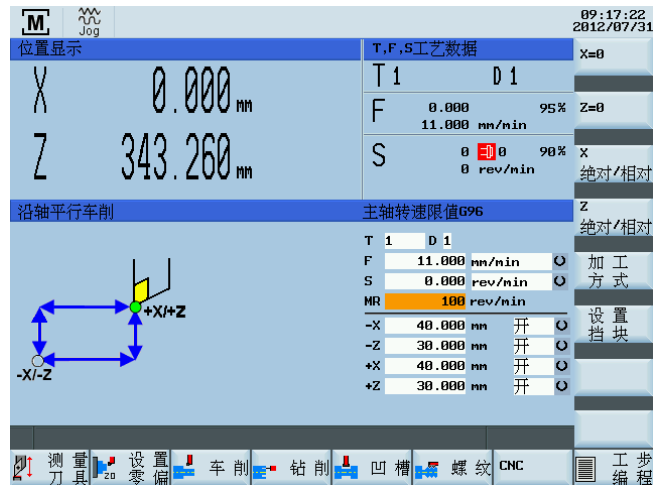 M Jog 09:17:22
2012/07/31
位置显示 T,F,S工艺数据
X 0.000 mm
Z 343.260 mm
T 1 D 1
F 0.000 95%
11.000 mm/min
S 0 0 90%
0 rev/min
X=0
Z=0
X
绝对/相对
Z
绝对/相对
加工
方式
设置
挡块
沿轴平行车削 主轴转速限值G96
+X/+Z
-X/-Z
T 1 D 1
F 11.000 mm/min
S 0.000 rev/min
MR 100 rev/min
-X 40.000 mm 开
-Z 30.000 mm 开
+X 40.000 mm 开
+Z 30.000 mm 开
测量
刀具
设置
零偏
车削
钻削
凹槽
螺纹
CNC
工步
编程